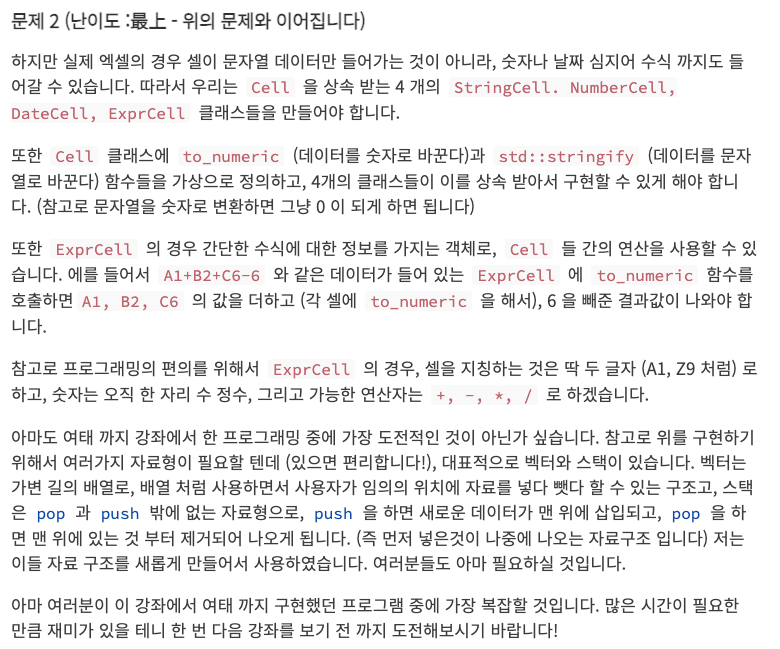 문제 2 (난이도 :最上 - 위의 문제와 이어집니다)
하지만 실제 엑셀의 경우 셀이 문자열 데이터만 들어가는 것이 아니라, 숫자나 날짜 심지어 수식 까지도 들
어갈 수 있습니다. 따라서 우리는 Cell 을 상속 받는 4 개의 StringCell. NumberCell,
DateCell, ExprCell 클래스들을 만들어야 합니다.
또한 Cell 클래스에 to_numeric (데이터를 숫자로 바꾼다)과 std::stringify (데이터를 문자
열로 바꾼다) 함수들을 가상으로 정의하고, 4개의 클래스들이 이를 상속 받아서 구현할 수 있게 해야 합니
다. (참고로 문자열을 숫자로 변환하면 그냥 0 이 되게 하면 됩니다)
또한 ExprCell 의 경우 간단한 수식에 대한 정보를 가지는 객체로, Cell 들 간의 연산을 사용할 수 있
습니다. 에를 들어서 A1+B2+C6-6 와 같은 데이터가 들어 있는 ExprCell 에 to_numeric 함수를
호출하면 A1, B2, C6 의 값을 더하고 (각 셀에 to_numeric 을 해서), 6 을 빼준 결과값이 나와야 합
니다.
참고로 프로그래밍의 편의를 위해서 ExprCell 의 경우, 셀을 지칭하는 것은 딱 두 글자 (A1, Z9 처럼) 로
하고, 숫자는 오직 한 자리 수 정수, 그리고 가능한 연산자는 +, -, *, / 로 하겠습니다.
아마도 여태 까지 강좌에서 한 프로그래밍 중에 가장 도전적인 것이 아닌가 싶습니다. 참고로 위를 구현하기
위해서 여러가지 자료형이 필요할 텐데 (있으면 편리합니다!), 대표적으로 벡터와 스택이 있습니다. 벡터는
가변 길의 배열로, 배열 처럼 사용하면서 사용자가 임의의 위치에 자료를 넣다 뺏다 할 수 있는 구조고, 스택
은 pop 과 push 밖에 없는 자료형으로, push 을 하면 새로운 데이터가 맨 위에 삽입되고, pop 을 하
면 맨 위에 있는 것 부터 제거되어 나오게 됩니다. (즉 먼저 넣은것이 나중에 나오는 자료구조 입니다) 저는
이들 자료 구조를 새롭게 만들어서 사용하였습니다. 여러분들도 아마 필요하실 것입니다.
아마 여러분이 이 강좌에서 여태 까지 구현했던 프로그램 중에 가장 복잡할 것입니다. 많은 시간이 필요한
만큼 재미가 있을 테니 한 번 다음 강좌를 보기 전 까지 도전해보시기 바랍니다!